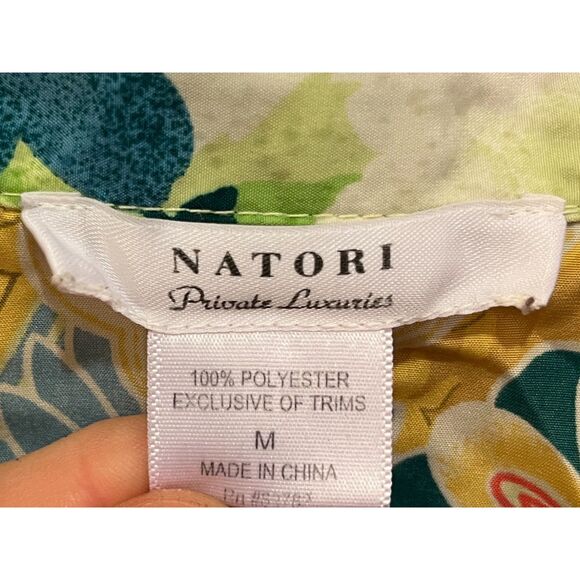 NATORI
Private Luxuries
100% POLYESTER
EXCLUSIVE OF TRIMS
M
MADE IN CHINA